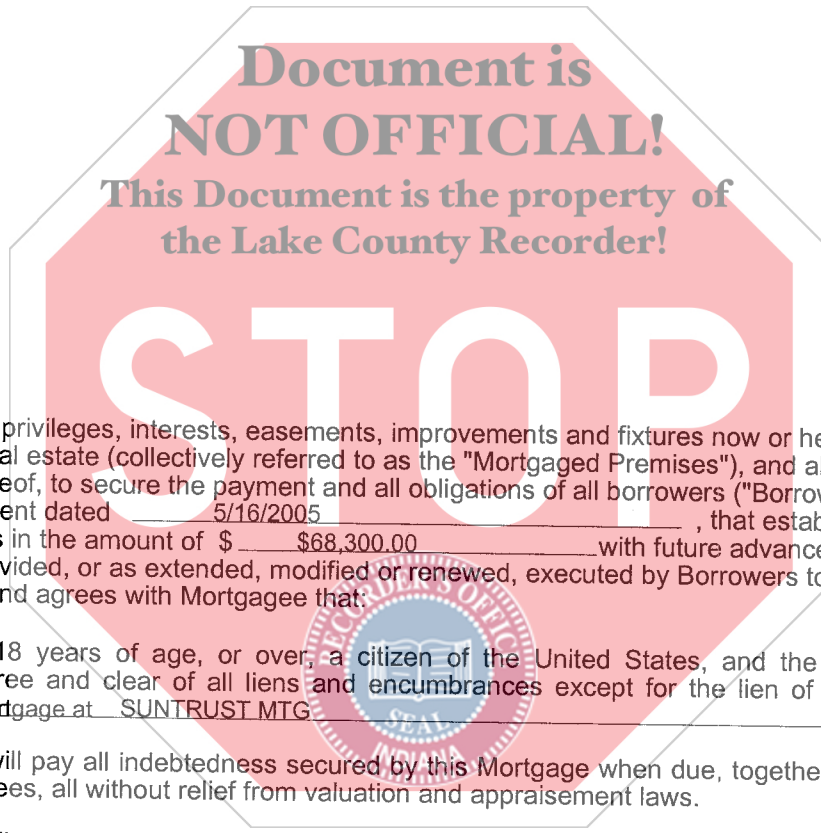 Document is
NOT OFFICIAL!
This Document is the property of
the Lake County Recorder!
STOP
privileges, interests, easements, improvements and fixtures now or he
al estate (collectively referred to as the "Mortgaged Premises"), and a
eof, to secure the payment and all obligations of all borrowers ("Borrow
ent dated 5/16/2005 , that estab
s in the amount of $ $68,300.00 with future advance
vided, or as extended, modified or renewed, executed by Borrowers to
nd agrees with Mortgagee that:
18 years of age, or over, a citizen of the United States, and the
ree and clear of all liens and encumbrances except for the lien of
rtgage at SUNTRUST MTG
vill pay all indebtedness secured by this Mortgage when due, togethe
ees, all without relief from valuation and appraisement laws.
RECORDER'S OFFICE
SEAL
INDIANA